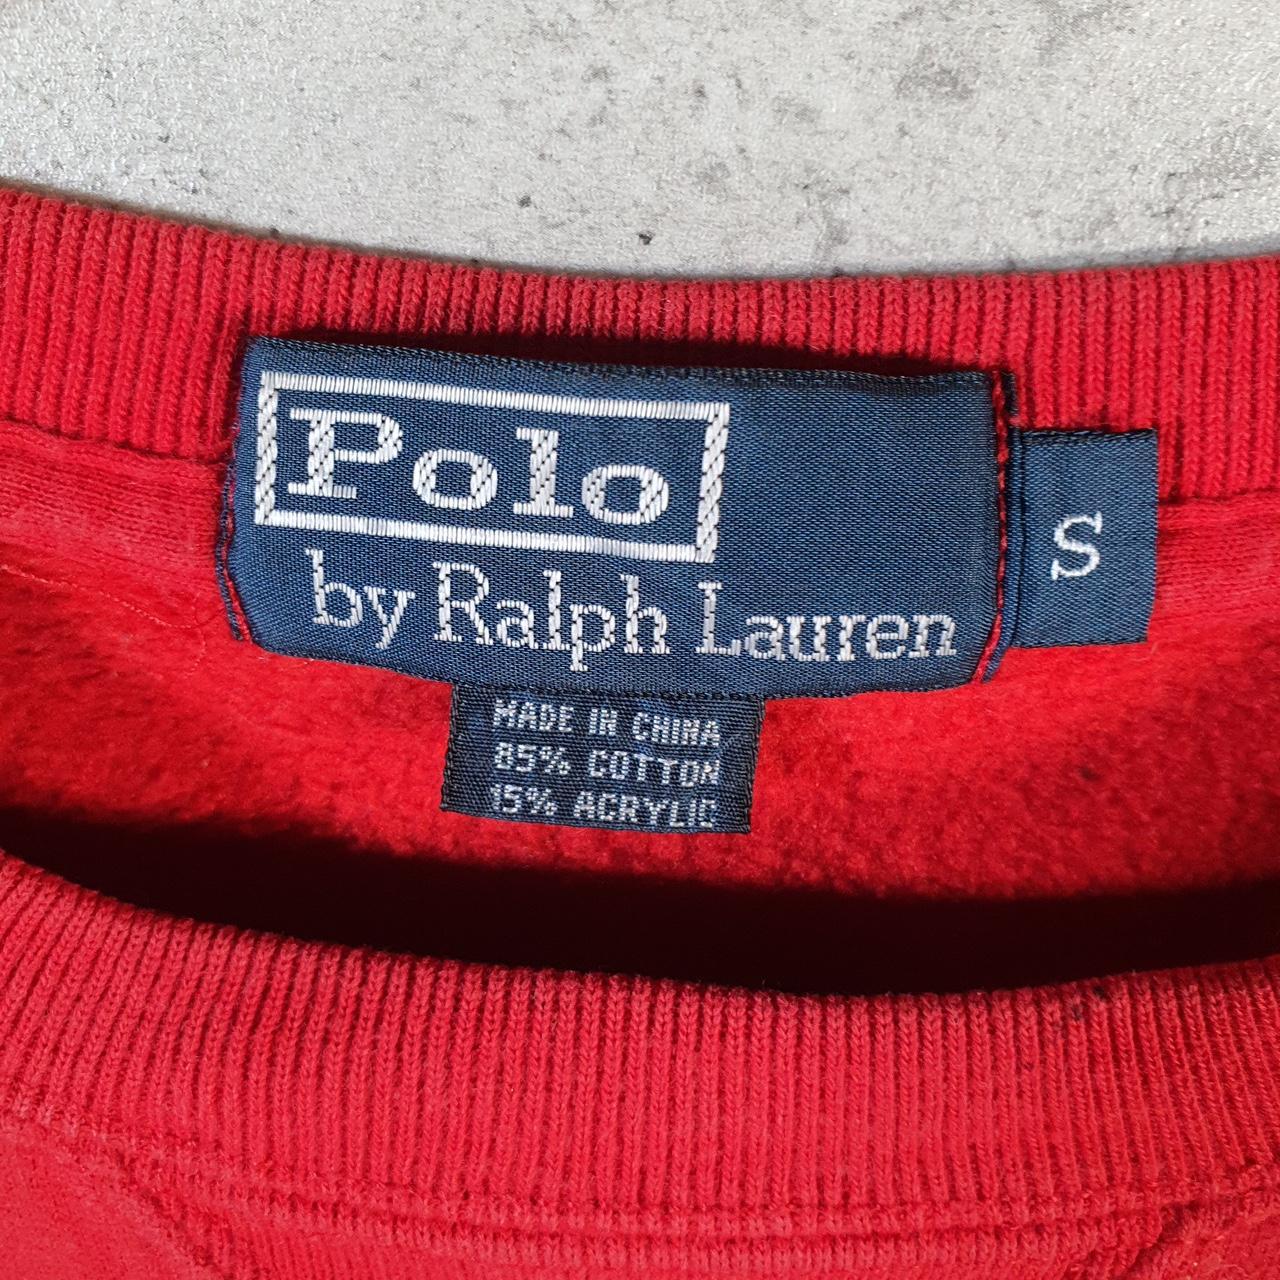 Polo
by Ralph Lauren
S
MADE IN CHINA
85% COTTON
15% ACRYLIC